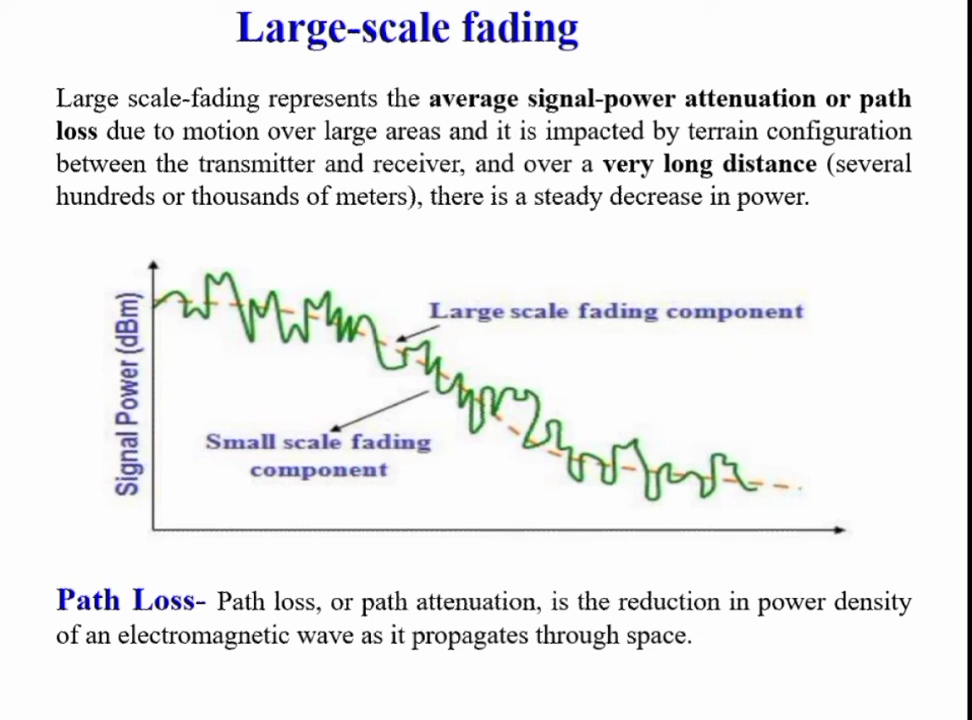 Large-scale fading
Large scale-fading represents the average signal-power attenuation or path
loss due to motion over large areas and it is impacted by terrain configuration
between the transmitter and receiver, and over a very long distance (several
hundreds or thousands of meters), there is a steady decrease in power.
Signal Power (dBm)
Large scale fading component
Small scale fading
component
Path Loss- Path loss, or path attenuation, is the reduction in power density
of an electromagnetic wave as it propagates through space.